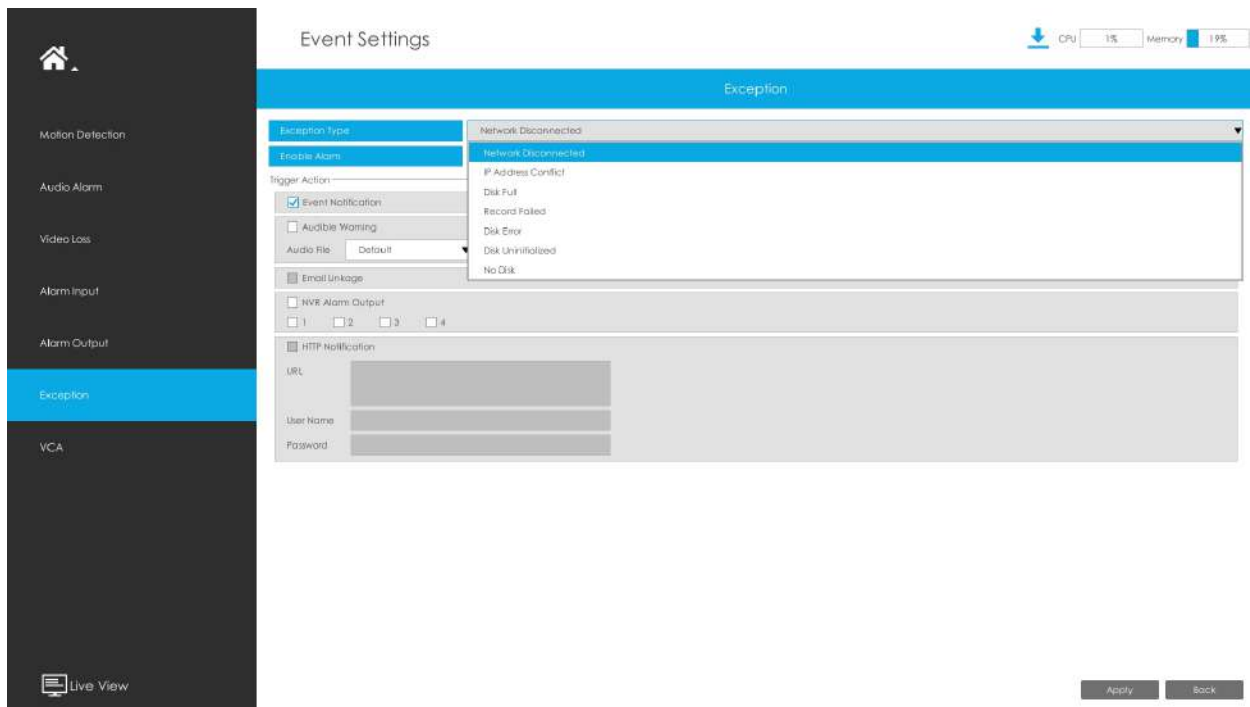 Event Settings
CPU 1% Memory 19%
Exception
Motion Detection
Audio Alarm
Video Loss
Alarm Input
Alarm Output
Exception
VCA
Live View
Exception Type Network Disconnected
Enable Alarm Network Disconnected
IP Address Conflict
Disk Full
Record Failed
Disk Error
Disk Uninitialized
No Disk
Trigger Action
Event Notification
Audible Warning
Audio File Default
Email Linkage
NVR Alarm Output
1 2 3 4
HTTP Notification
URL
User Name
Password
Apply Back